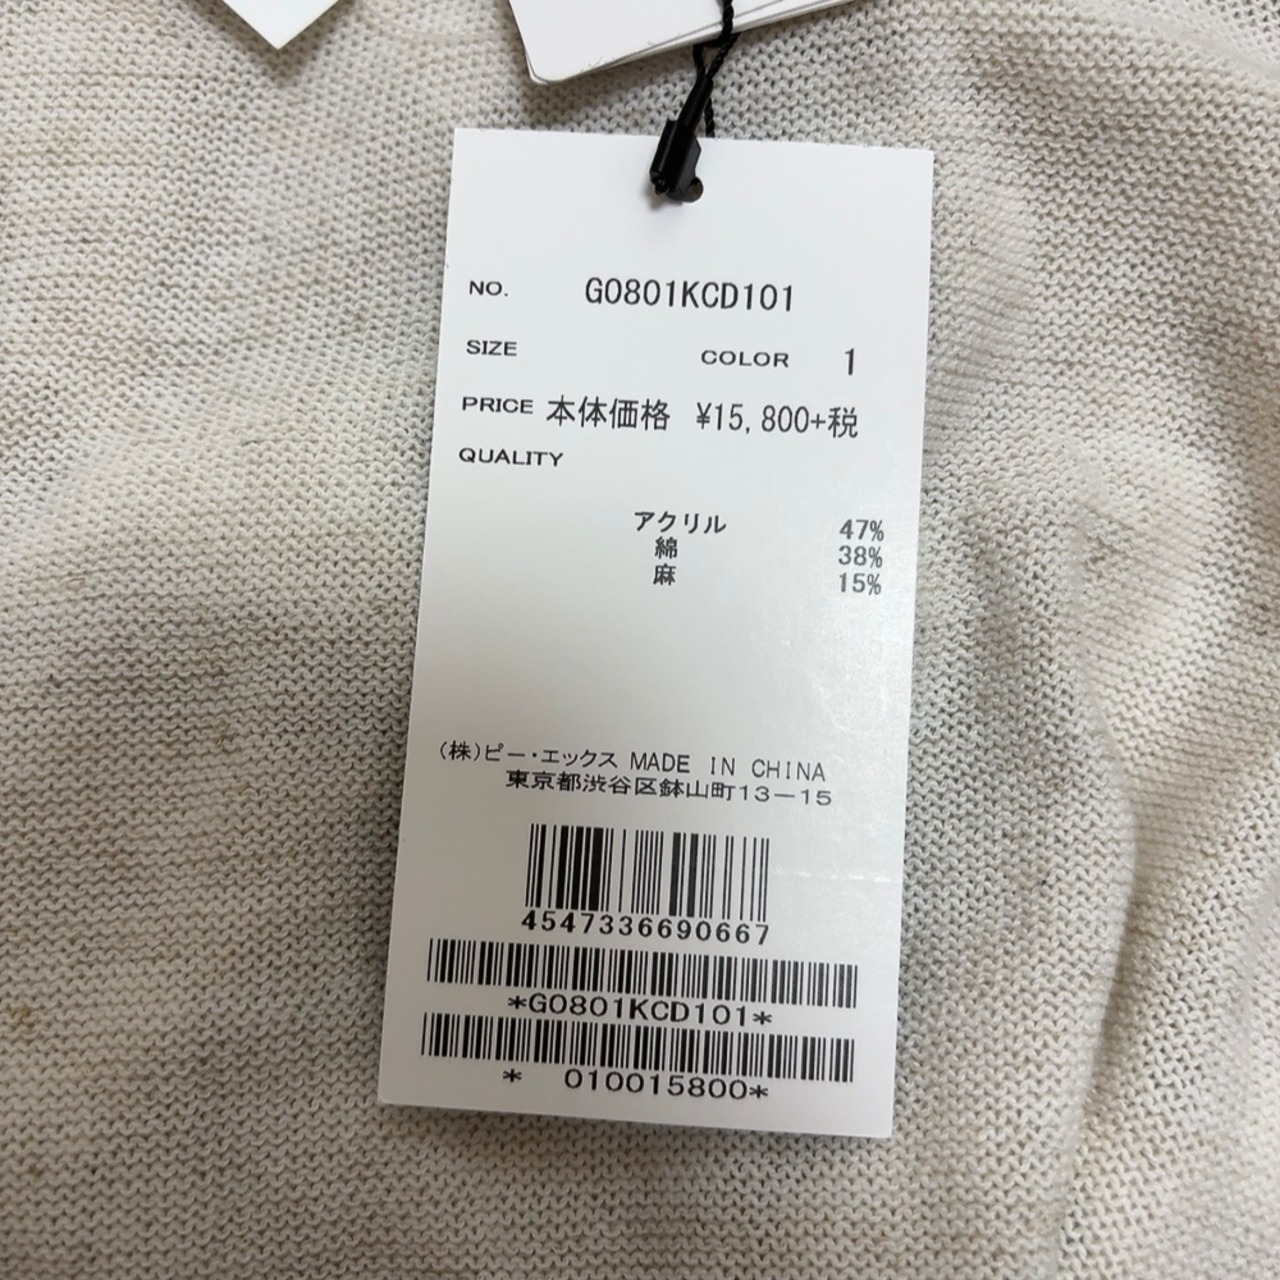 NO. G0801KCD101
SIZE COLOR 1
PRICE 本体価格 ¥15,800+税
QUALITY
アクリル 47%
綿 38%
麻 15%
(株)ピー・エックス MADE IN CHINA
東京都渋谷区鉢山町13-15
4547336690667
*G0801KCD101*
* 010015800*